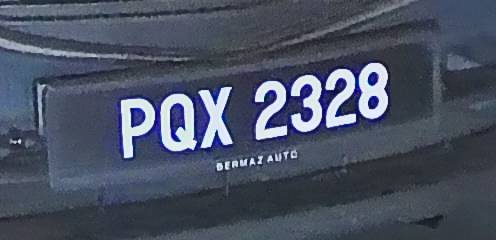 PQX 2328
BERMAZ AUTO